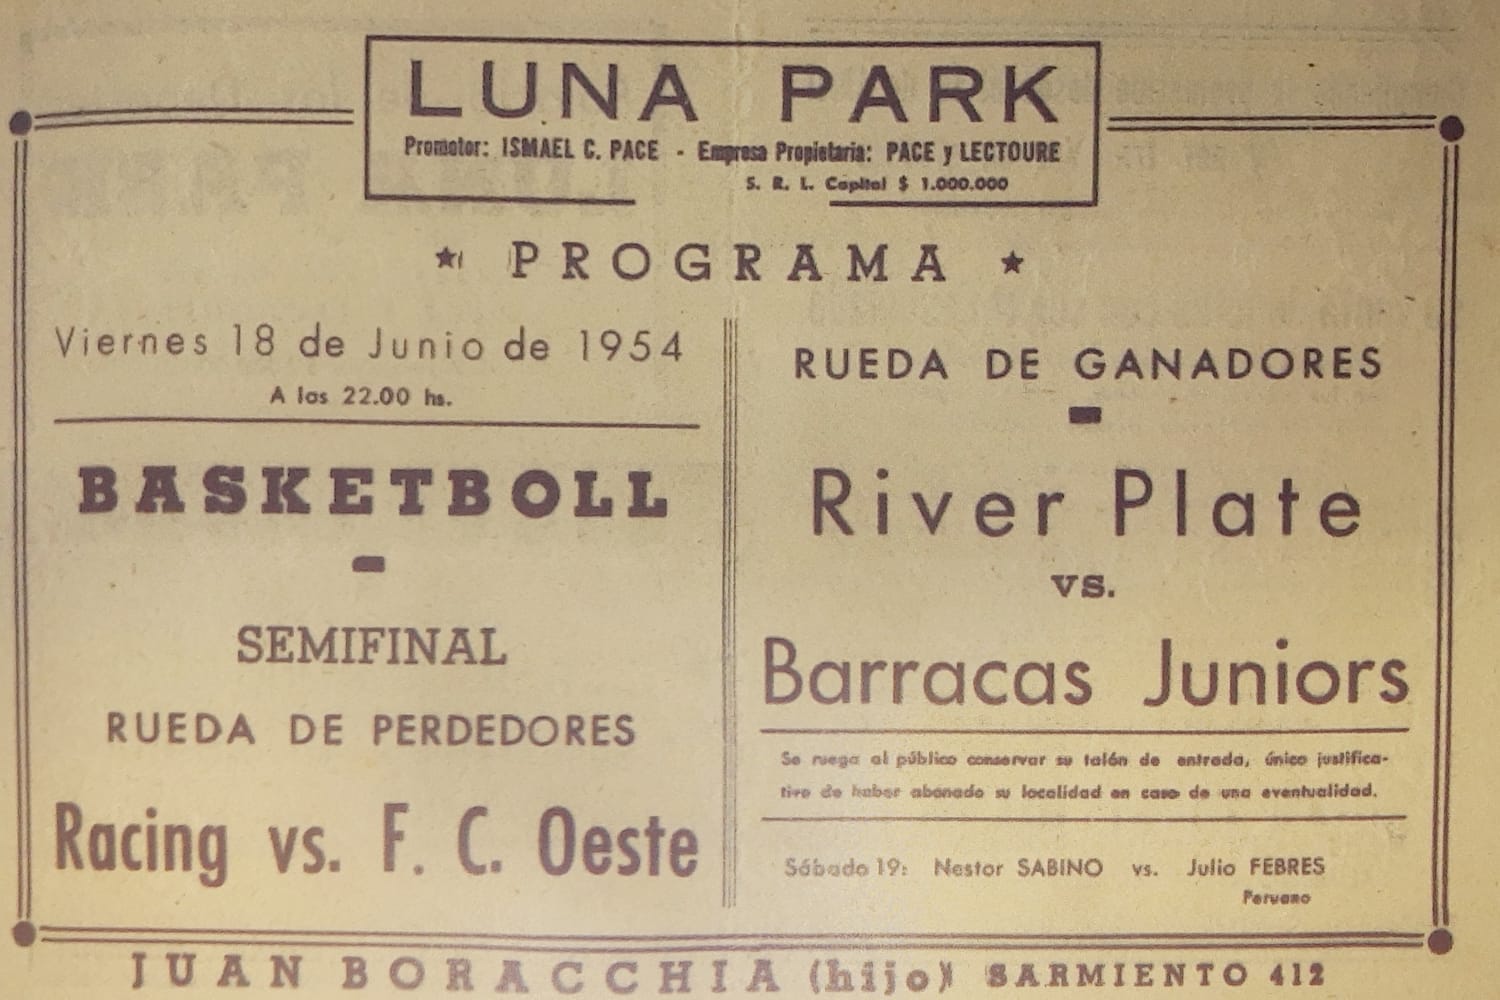 LUNA PARK
Promotor: ISMAEL C. PACE - Empresa Propietaria: PACE y LECTOURE
S. R. L. Capital $ 1.000.000
★ PROGRAMA ★
Viernes 18 de Junio de 1954
A las 22.00 hs.
BASKETBOLL
SEMIFINAL
RUEDA DE PERDEDORES
Racing vs. F. C. Oeste
RUEDA DE GANADORES
River Plate
vs.
Barracas Juniors
Se ruega al público conservar su talón de entrada, único justifica-
tivo de haber abonado su localidad en caso de una eventualidad.
Sábado 19: Nestor SABINO vs. Julio FEBRES
Peruano
JUAN BORACCHIA (hijo) SARMIENTO 412